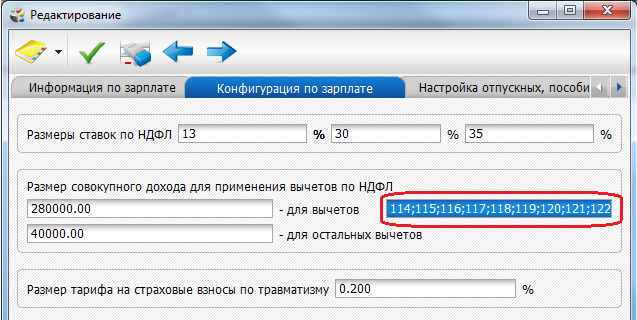 Редактирование
Информация по зарплате Конфигурация по зарплате Настройка отпускных, пособи
Размеры ставок по НДФЛ 13 % 30 % 35 %
Размер совокупного дохода для применения вычетов по НДФЛ
280000.00 - для вычетов 114;115;116;117;118;119;120;121;122
40000.00 - для остальных вычетов
Размер тарифа на страховые взносы по травматизму 0.200 %